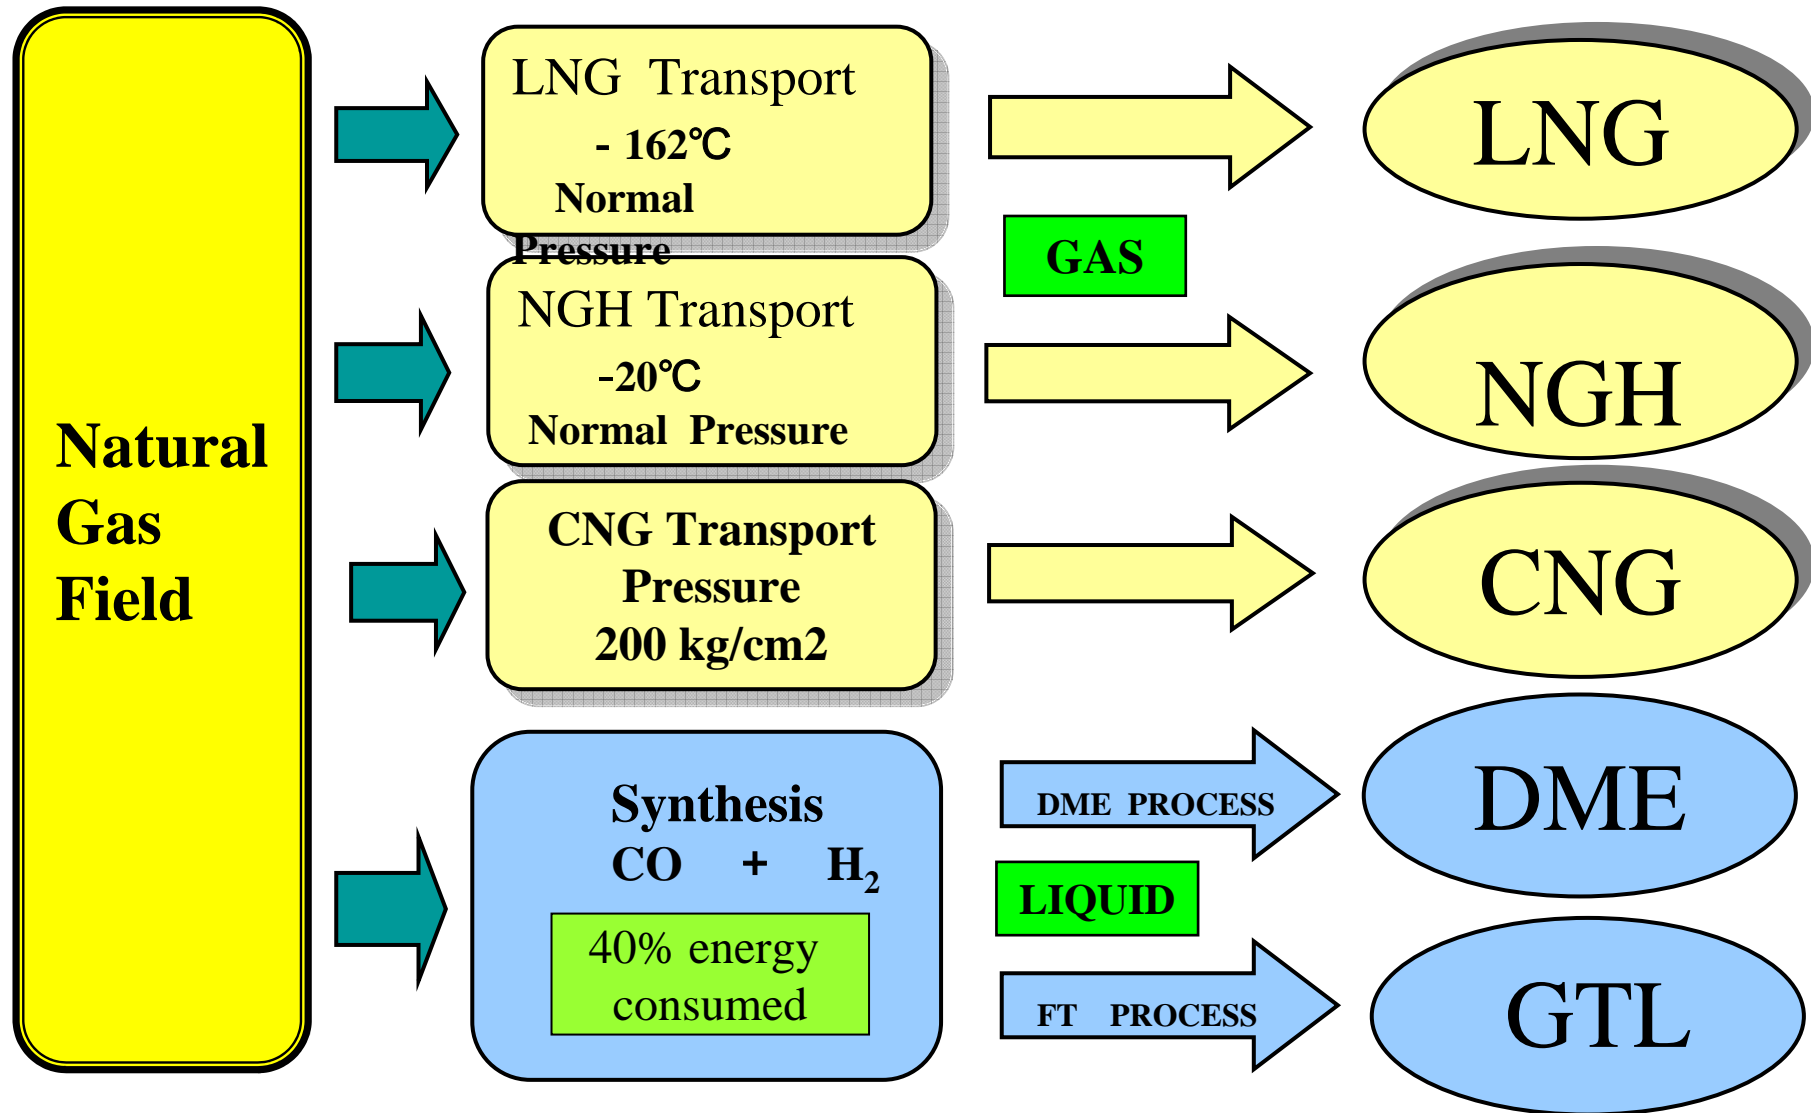 Natural
Gas
Field
LNG Transport
- 162℃
Normal
Pressure
NGH Transport
-20℃
Normal Pressure
CNG Transport
Pressure
200 kg/cm2
Synthesis
CO + H₂
40% energy
consumed
GAS
DME PROCESS
LIQUID
FT PROCESS
LNG
NGH
CNG
DME
GTL